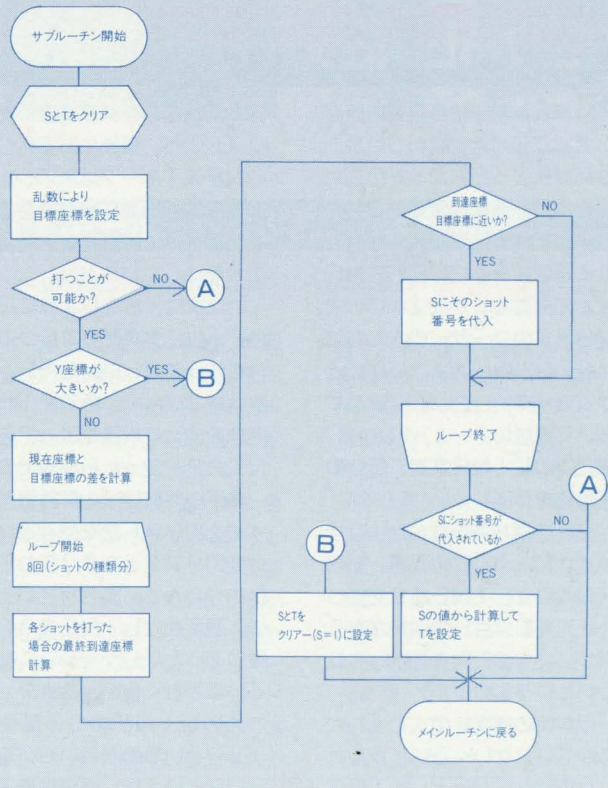 サブルーチン開始
SとTをクリア
乱数により
目標座標を設定
打つことが
可能か?
NO
A
YES
Y座標が
大きいか?
YES
B
NO
現在座標と
目標座標の差を計算
ループ開始
8回(ショットの種類分)
各ショットを打った
場合の最終到達座標
計算
到達座標
目標座標に近いか?
NO
YES
Sにそのショット
番号を代入
ループ終了
A
Sにショット番号が
代入されているか
NO
YES
B
SとTを
クリアー(S=1)に設定
Sの値から計算して
Tを設定
メインルーチンに戻る